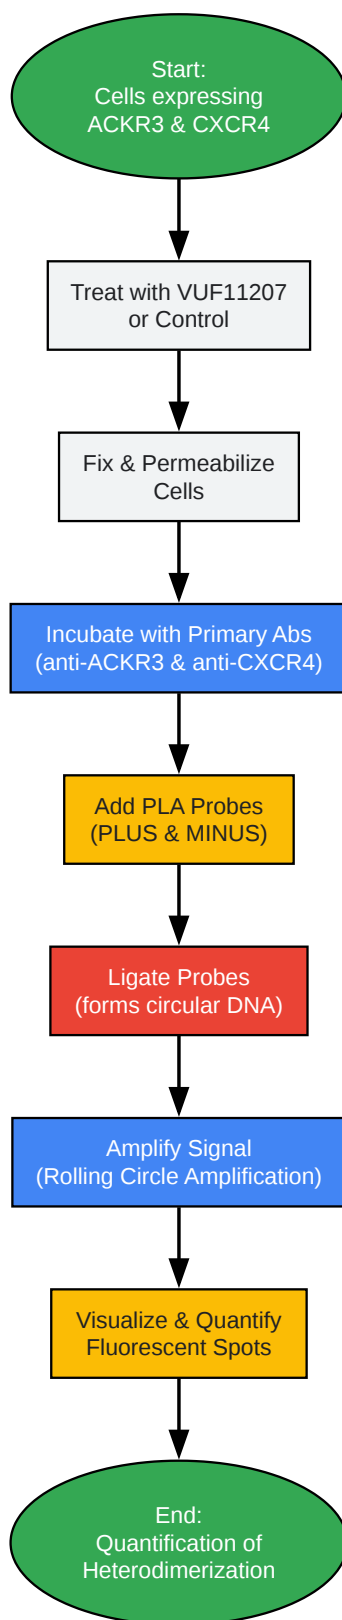 Start:
Cells expressing
ACKR3 & CXCR4
Treat with VUF11207
or Control
Fix & Permeabilize
Cells
Incubate with Primary Abs
(anti-ACKR3 & anti-CXCR4)
Add PLA Probes
(PLUS & MINUS)
Ligate Probes
(forms circular DNA)
Amplify Signal
(Rolling Circle Amplification)
Visualize & Quantify
Fluorescent Spots
End:
Quantification of
Heterodimerization